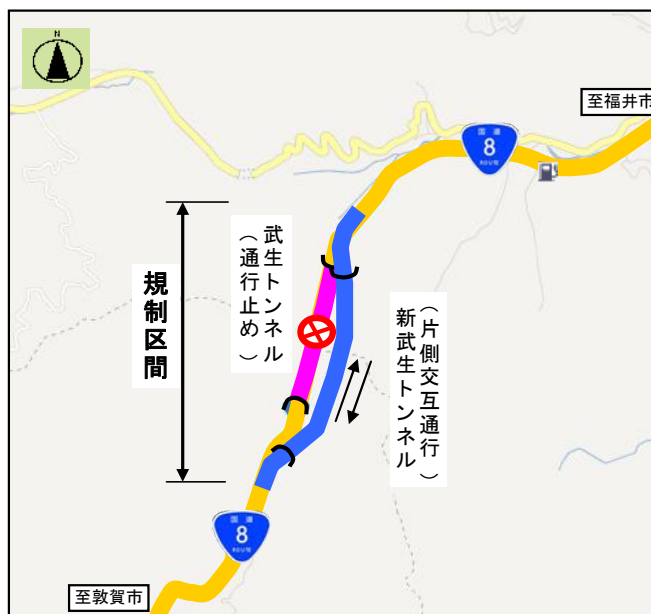 N
至福井市
国道
8
ROUTE
武生トンネル
（通行止め）
規制区間
（片側交互通行）
新武生トンネル
国道
8
ROUTE
至敦賀市